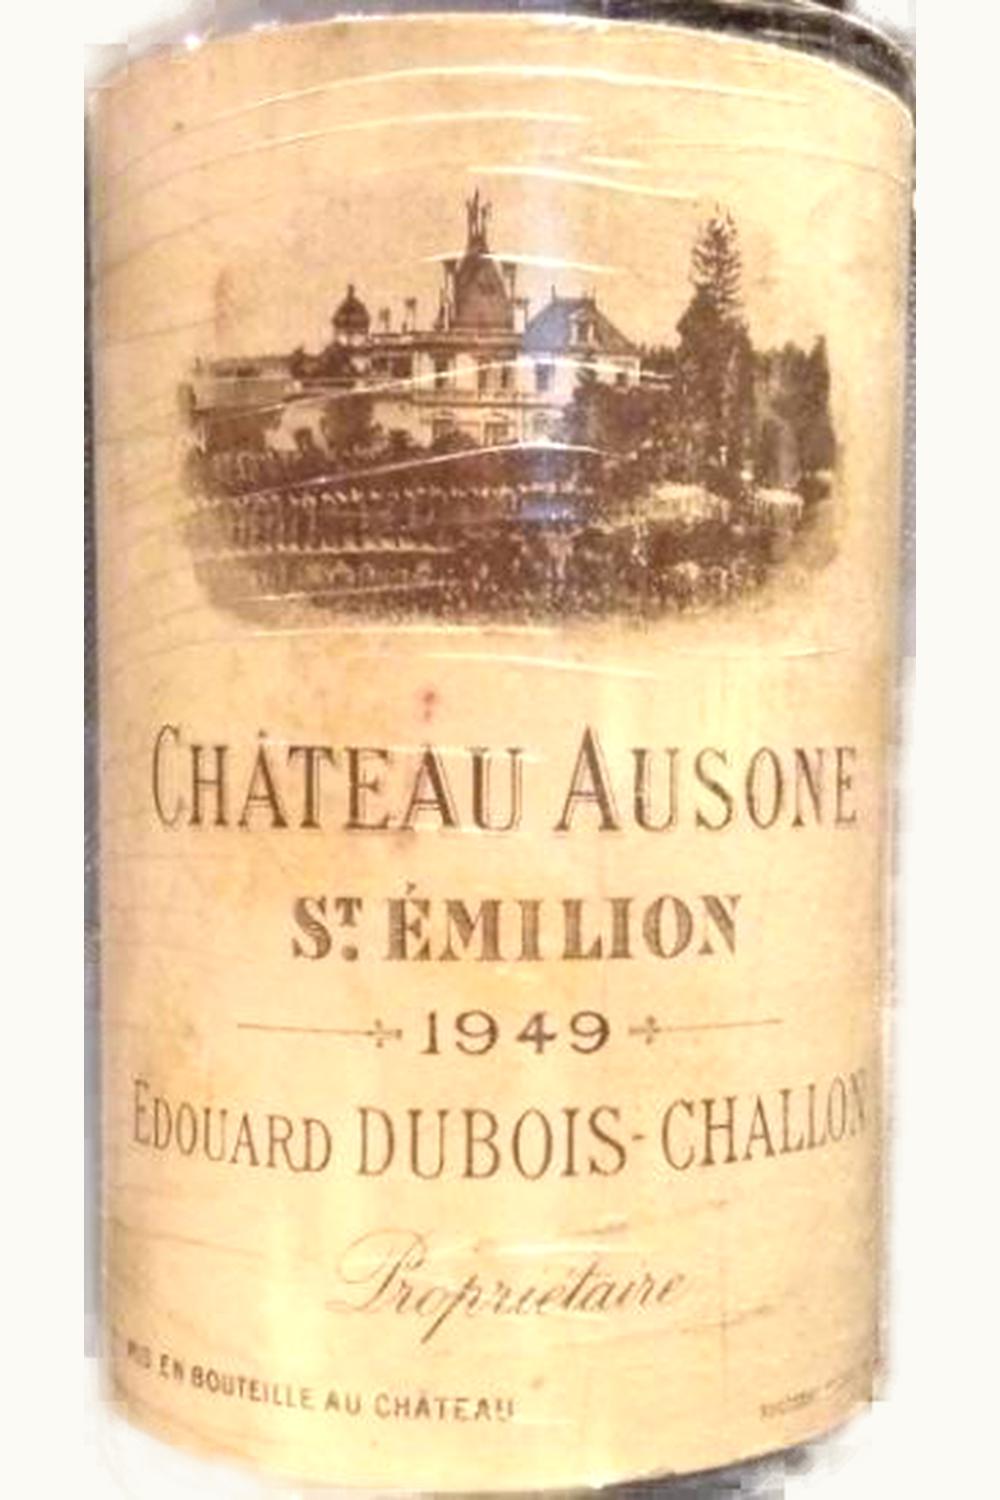 CHÂTEAU AUSONE
ST. ÉMILION
1949
EDOUARD DUBOIS-CHALLON
Propriétaire
MIS EN BOUTEILLE AU CHÂTEAU